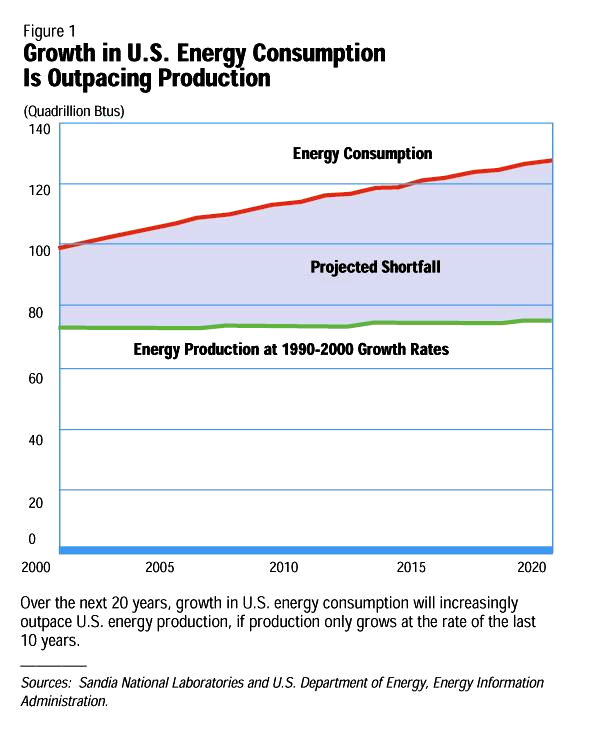 Figure 1
Growth in U.S. Energy Consumption
Is Outpacing Production
(Quadrillion Btus)
140
Energy Consumption
120
100
Projected Shortfall
80
Energy Production at 1990-2000 Growth Rates
60
40
20
0
2000 2005 2010 2015 2020
Over the next 20 years, growth in U.S. energy consumption will increasingly
outpace U.S. energy production, if production only grows at the rate of the last
10 years.
Sources: Sandia National Laboratories and U.S. Department of Energy, Energy Information
Administration.